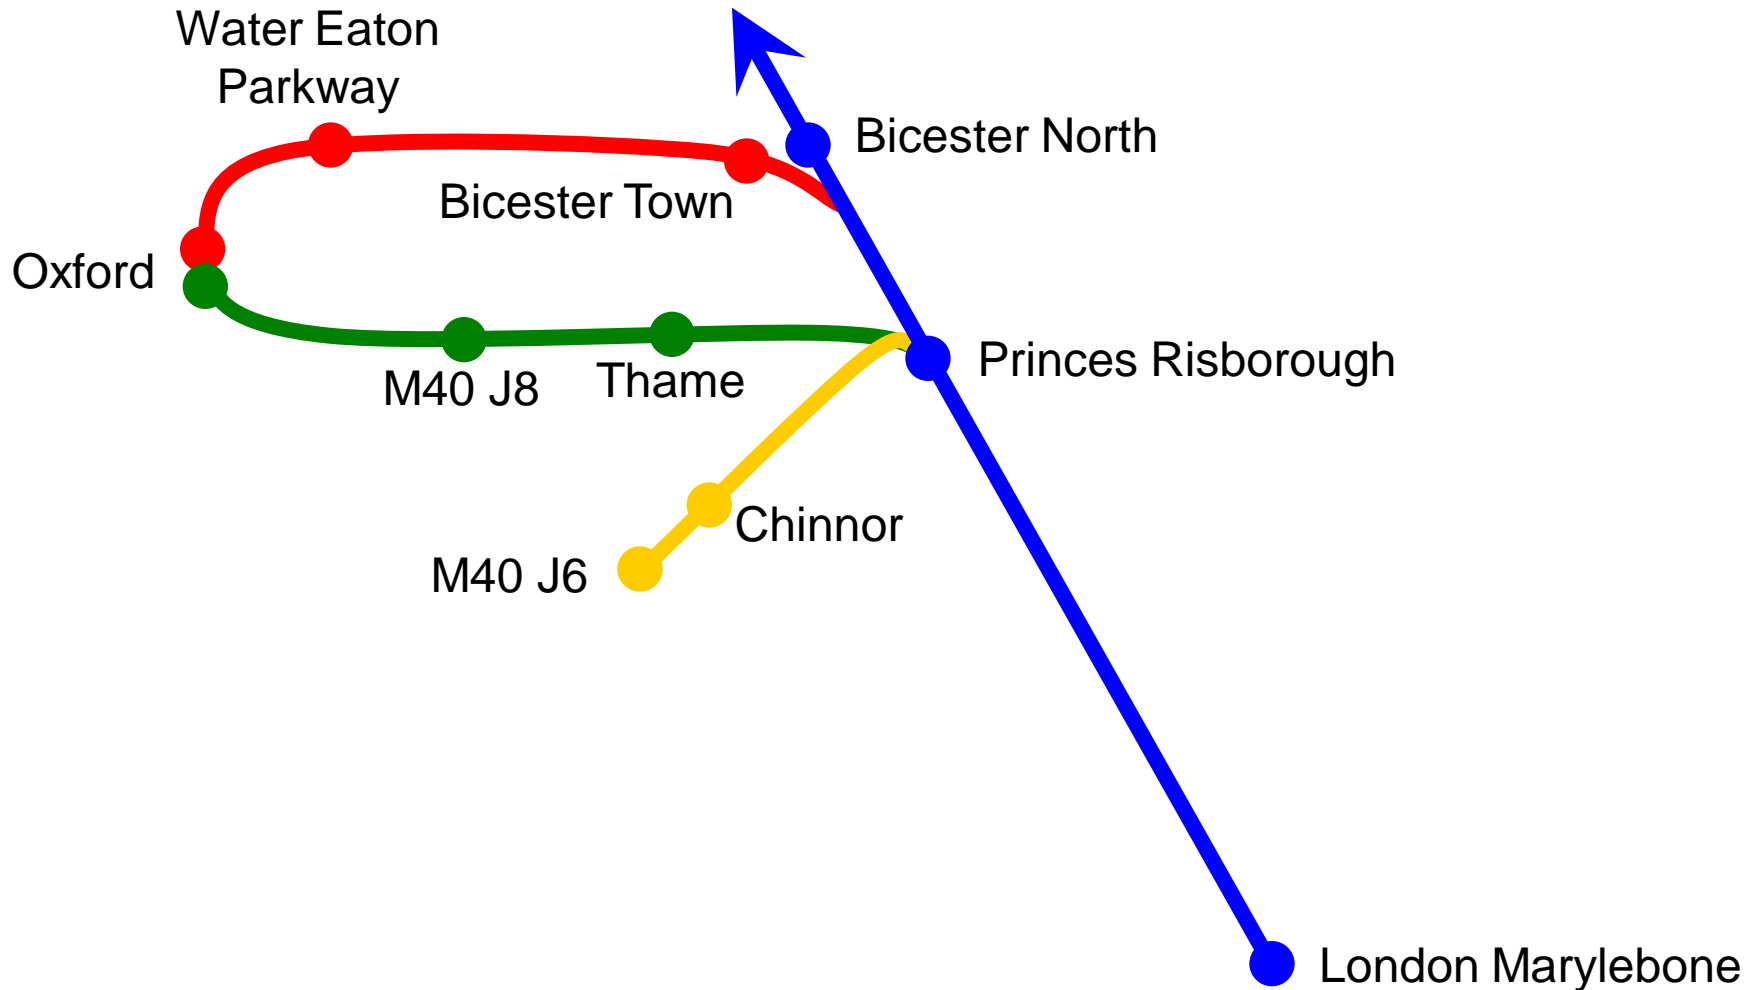 Water Eaton
Parkway
Bicester North
Bicester Town
Oxford
Princes Risborough
M40 J8
Thame
Chinnor
M40 J6
London Marylebone